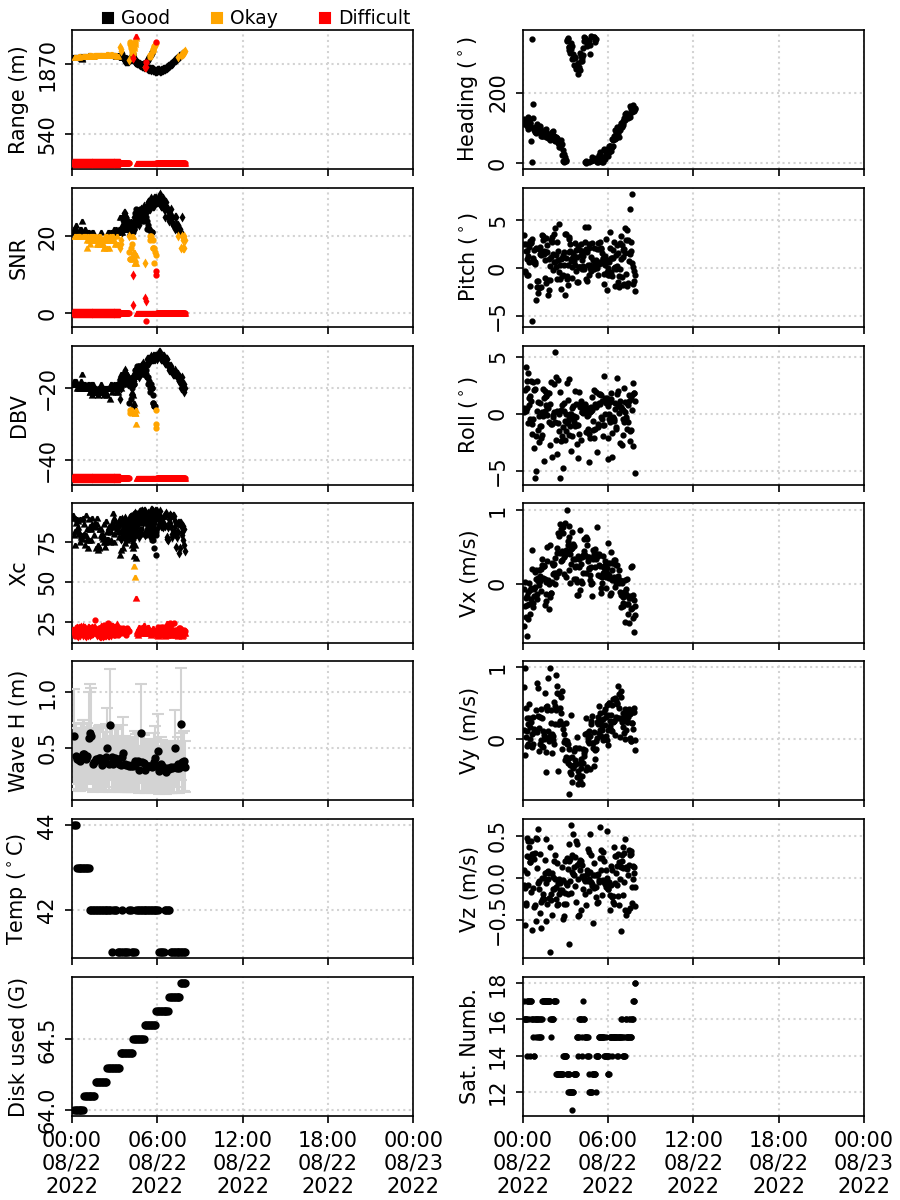 Good Okay Difficult
Range (m)
1870
540
Heading (°)
200
0
SNR
20
0
Pitch (°)
5
0
−5
DBV
−20
−40
Roll (°)
5
0
−5
Xc
75
50
25
Vx (m/s)
1
0
Wave H (m)
1.0
0.5
Vy (m/s)
1
0
Temp (°C)
44
42
Vz (m/s)
0.5
0.0
−0.5
Disk used (G)
64.5
64.0
Sat. Numb.
18
16
14
12
00:00 06:00 12:00 18:00 00:00
08/22 08/22 08/22 08/22 08/23
2022 2022 2022 2022 2022
00:00 06:00 12:00 18:00 00:00
08/22 08/22 08/22 08/22 08/23
2022 2022 2022 2022 2022